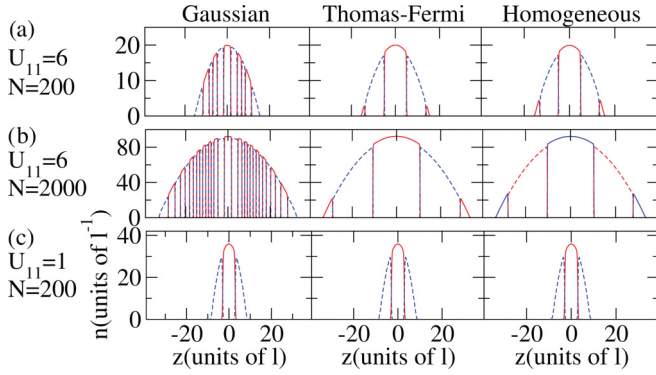 Gaussian Thomas-Fermi Homogeneous
(a)
U₁₁=6
N=200
20
10
0
(b)
U₁₁=6
N=2000
80
40
0
(c)
U₁₁=1
N=200
40
20
0
n(units of l⁻¹)
-20 0 20 -20 0 20 -20 0 20
z(units of l) z(units of l) z(units of l)